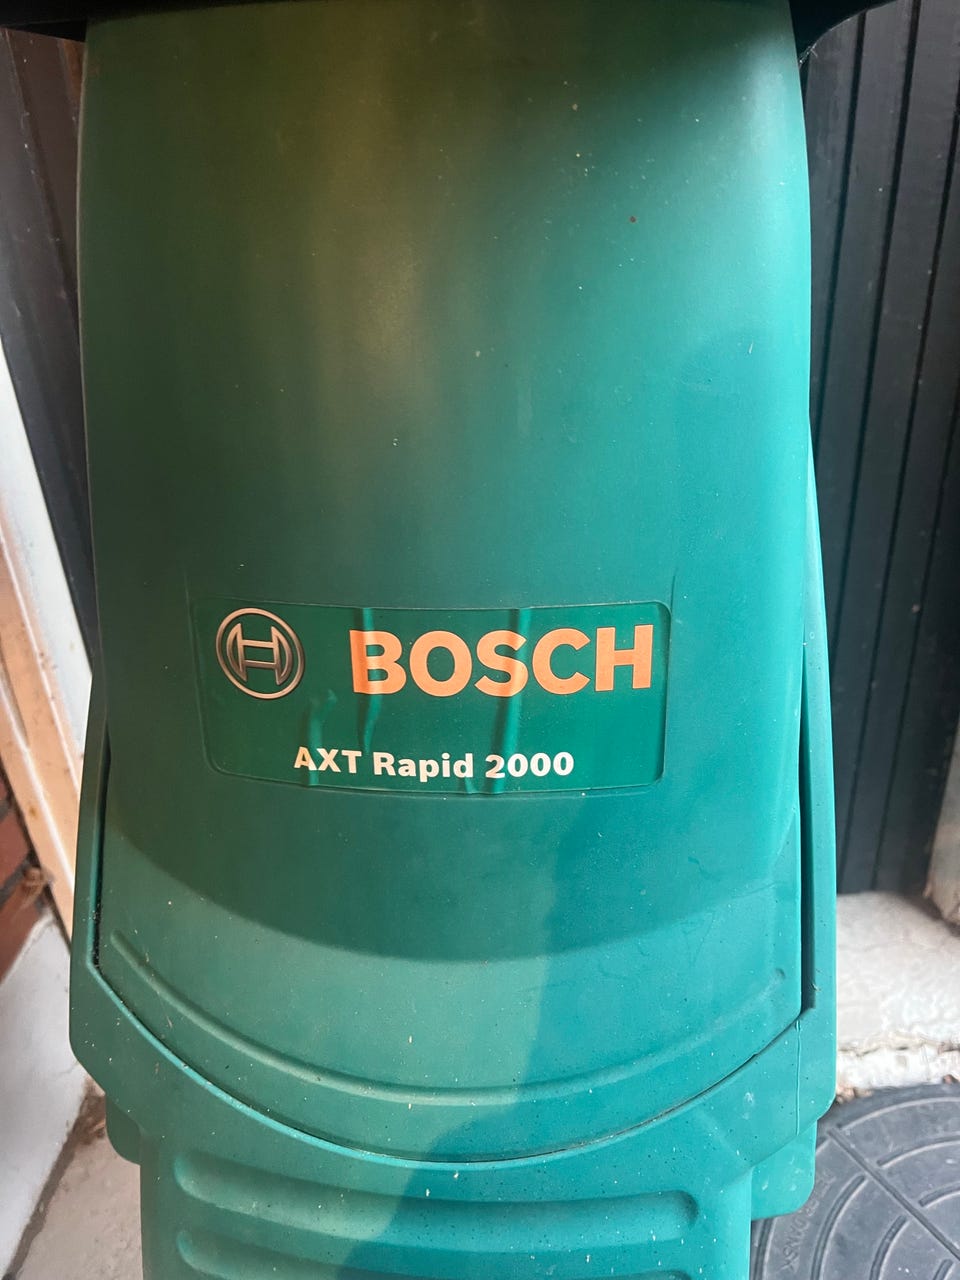 BOSCH
AXT Rapid 2000